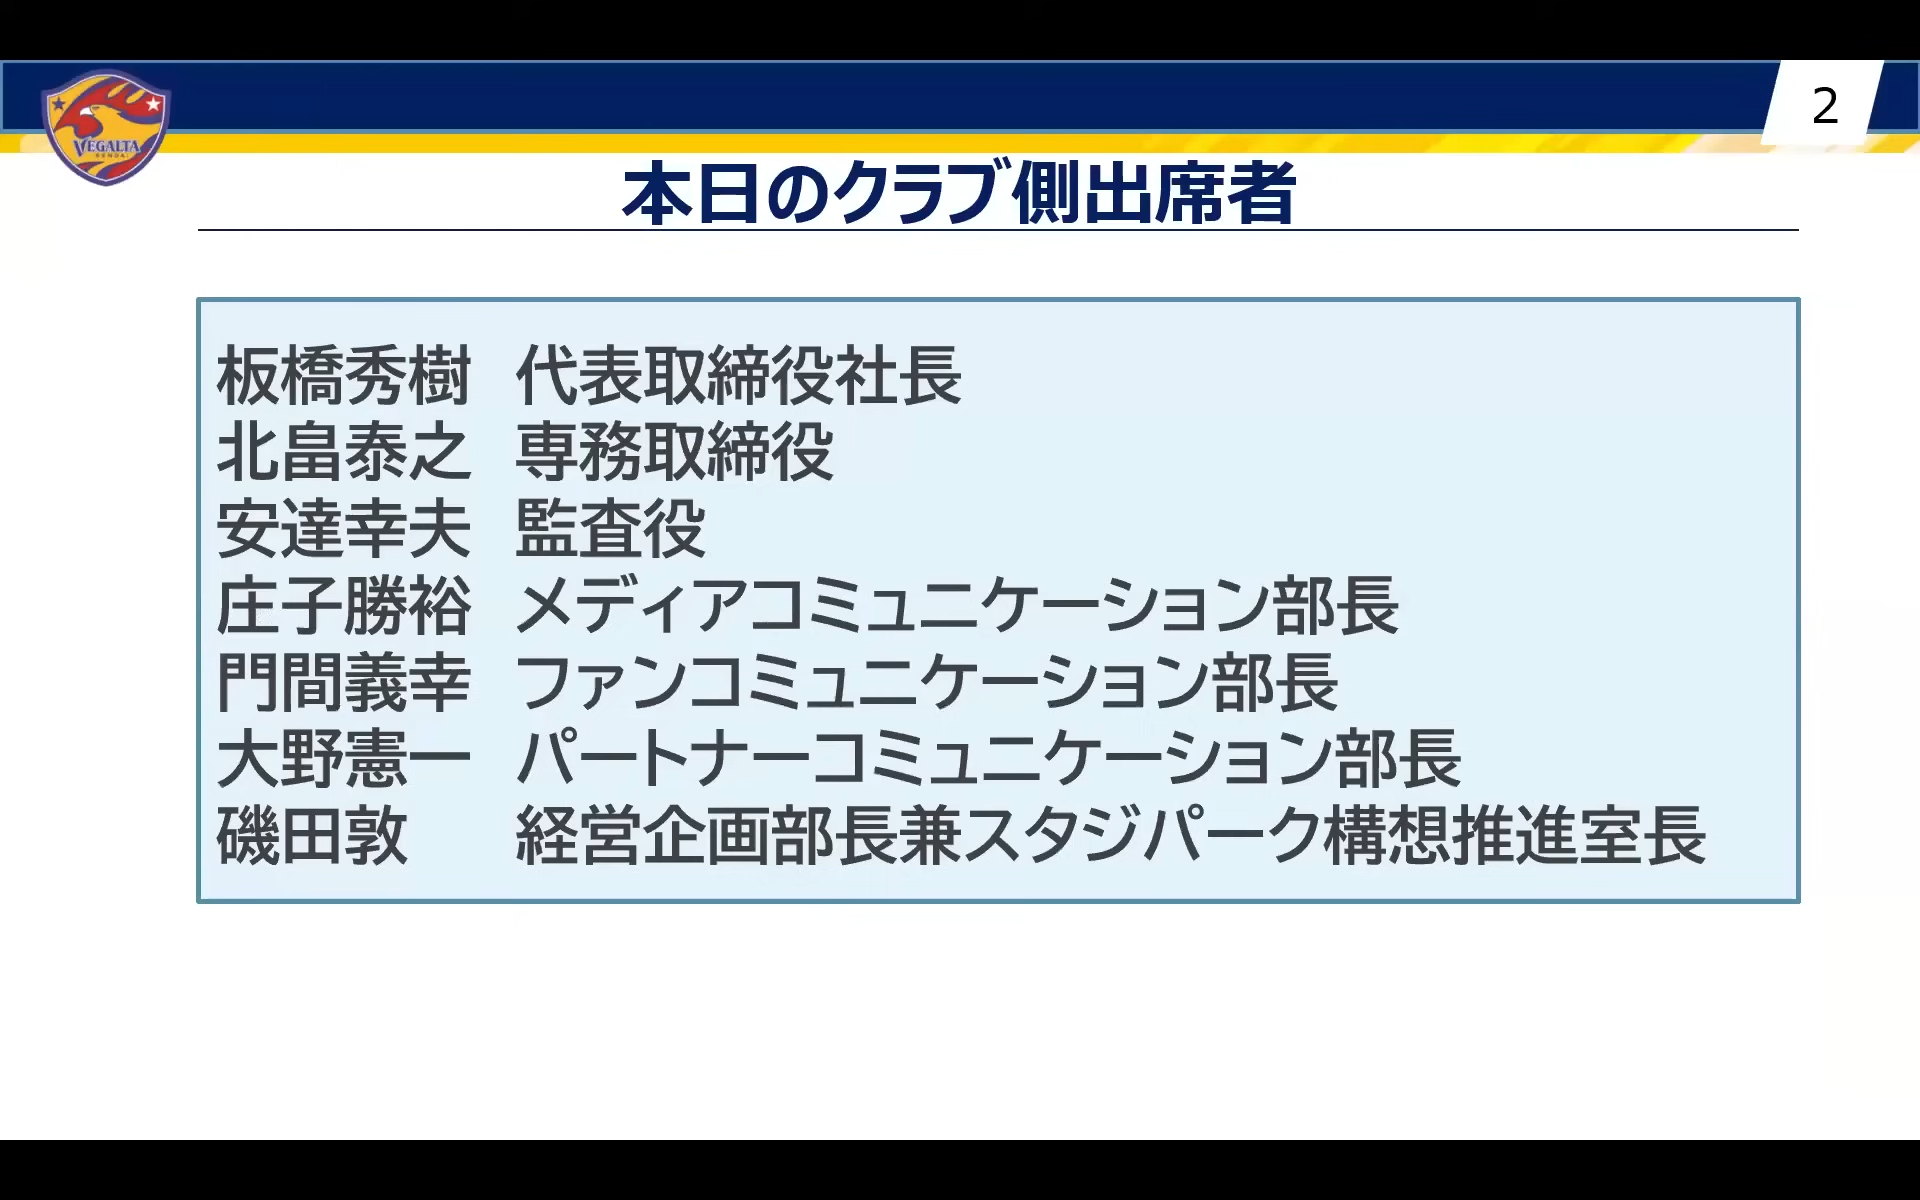 VEGALTA
SENDAI
2
本日のクラブ側出席者
板橋秀樹 代表取締役社長
北畠泰之 専務取締役
安達幸夫 監査役
庄子勝裕 メディアコミュニケーション部長
門間義幸 ファンコミュニケーション部長
大野憲一 パートナーコミュニケーション部長
磯田敦 経営企画部長兼スタジパーク構想推進室長